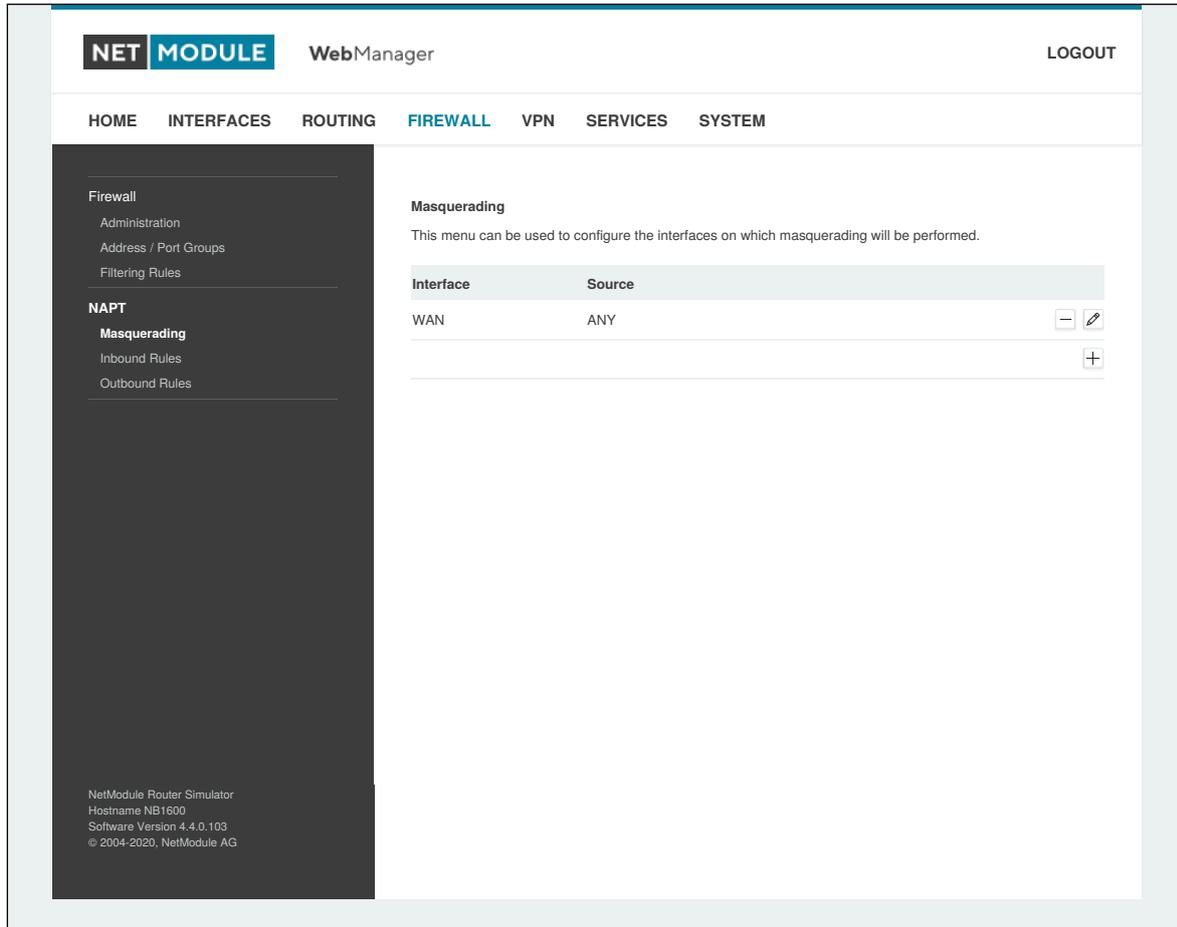 NET MODULE WebManager LOGOUT
HOME INTERFACES ROUTING FIREWALL VPN SERVICES SYSTEM
Firewall
Administration
Address / Port Groups
Filtering Rules
NAPT
Masquerading
Inbound Rules
Outbound Rules
Masquerading
This menu can be used to configure the interfaces on which masquerading will be performed.
Interface Source
WAN ANY
NetModule Router Simulator
Hostname NB1600
Software Version 4.4.0.103
© 2004-2020, NetModule AG